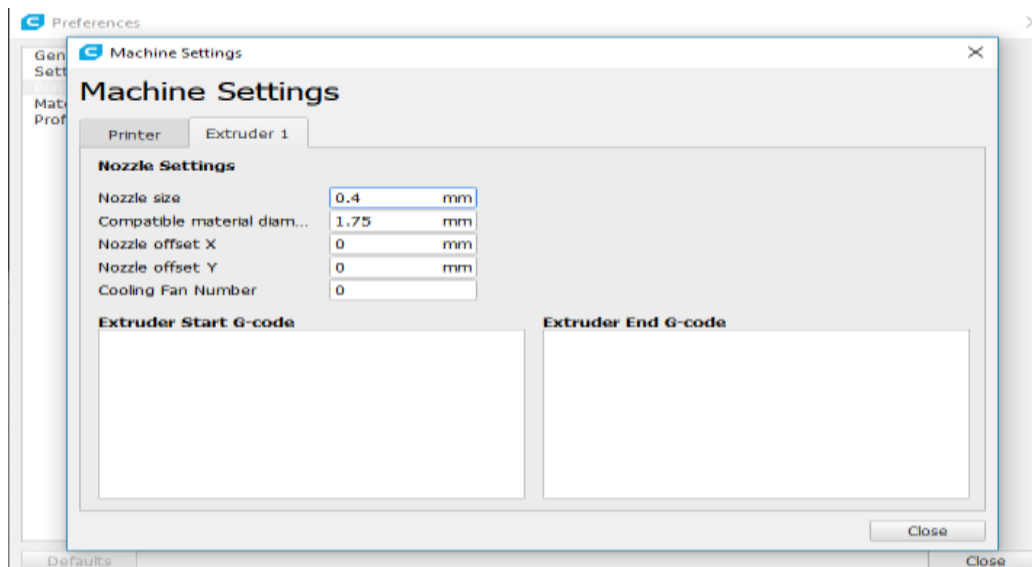 Preferences
Machine Settings
Gen
Sett
Machine Settings
Mate
Prof
Printer
Extruder 1
Nozzle Settings
Nozzle size 0.4 mm
Compatible material diam... 1.75 mm
Nozzle offset X 0 mm
Nozzle offset Y 0 mm
Cooling Fan Number 0
Extruder Start G-code Extruder End G-code
Close
Defaults Close